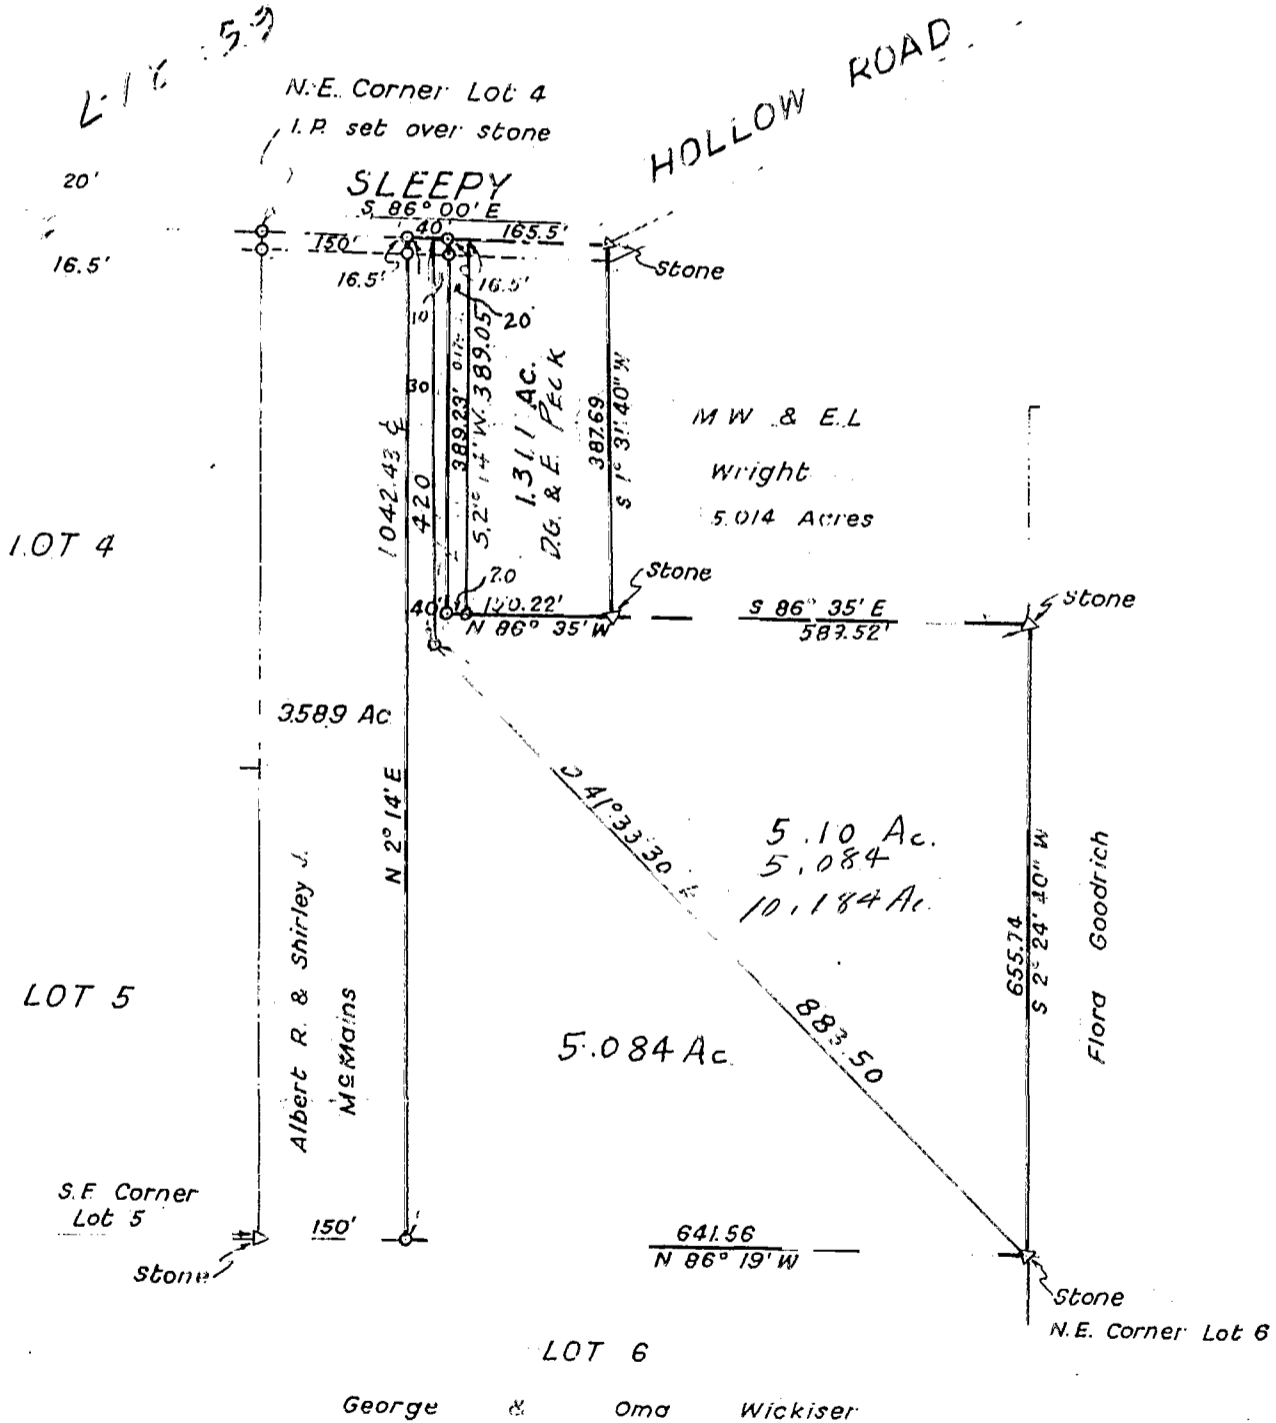 N.E. Corner Lot 4
I.P. set over stone
HOLLOW ROAD
20'
SLEEPY
S 86° 00' E
40'
150'
165.5'
16.5'
16.5'
16.5'
Stone
10
20
30
1042.43 ℄
420
389.23'
S 2° 14' W 389.05
1.311 Ac.
D.G. & E. PECK
387.69
S 1° 31' 40" W
M W & E.L
Wright
5.014 Acres
LOT 4
Stone
20
40'
N 86° 35' W
S 86° 35' E
587.52'
Stone
3.589 Ac
N 2° 14' E
41° 33' 30"
883.50
5.10 Ac.
5.084
10.184 Ac.
655.74
S 2° 24' 40" W
Flora Goodrich
LOT 5
Albert R. & Shirley J.
McMains
5.084 Ac.
S.E. Corner
Lot 5
Stone
150'
641.56
N 86° 19' W
Stone
N.E. Corner Lot 6
LOT 6
George & Oma Wickiser